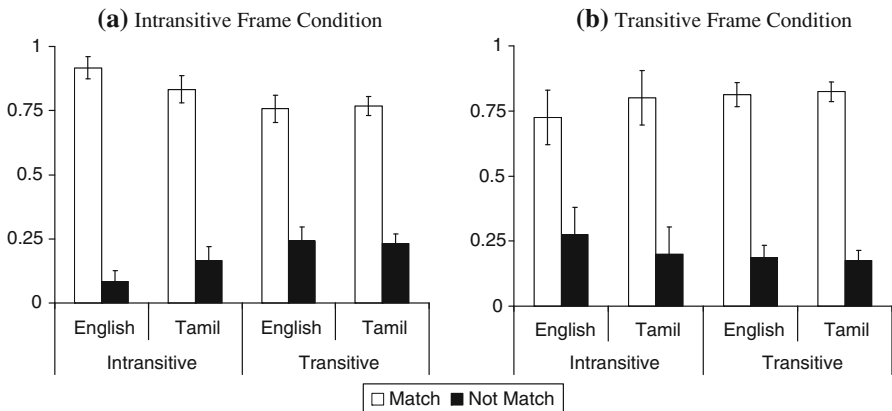 (a) Intransitive Frame Condition
1
0.75
0.5
0.25
0
English Tamil English Tamil
Intransitive Transitive
(b) Transitive Frame Condition
1
0.75
0.5
0.25
0
English Tamil English Tamil
Intransitive Transitive
Match Not Match